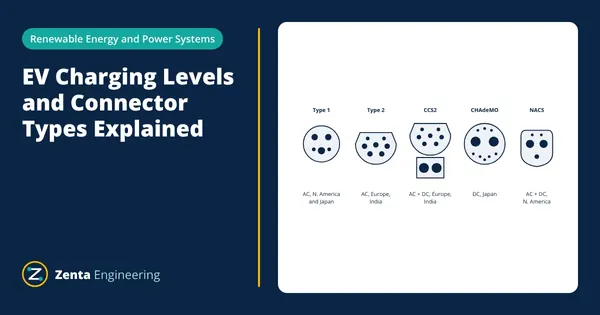 Renewable Energy and Power Systems
EV Charging Levels
and Connector
Types Explained
Zenta Engineering
Type 1
Type 2
CCS2
CHAdeMO
NACS
AC, N. America
and Japan
AC, Europe,
India
AC + DC, Europe,
India
DC, Japan
AC + DC,
N. America